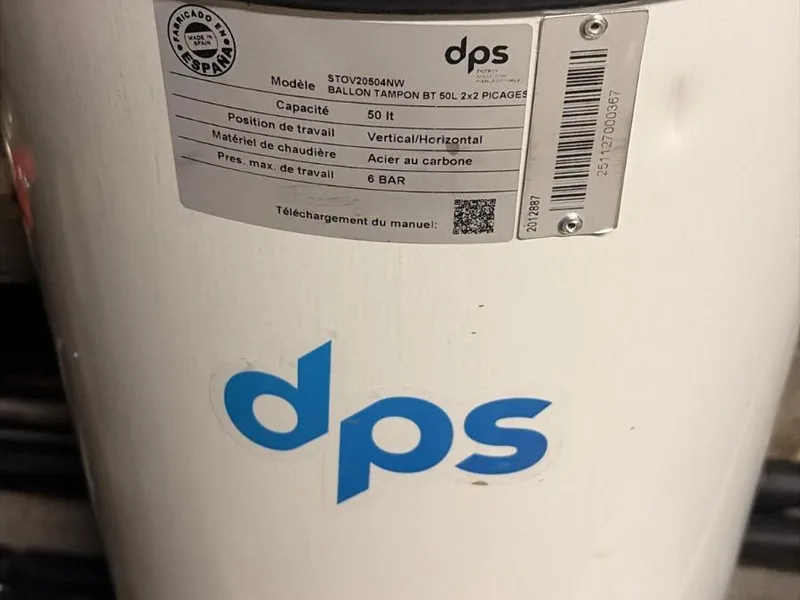 FABRICADO EN
MADE IN
SPAIN
ESPAÑA
dps
Modèle STOV20504NW
BALLON TAMPON BT 50L 2x2 PICAGES
Capacité 50 lt
Position de travail Vertical/Horizontal
Matériel de chaudière Acier au carbone
Pres. max. de travail 6 BAR
Téléchargement du manuel:
2012887
251127000367
dps